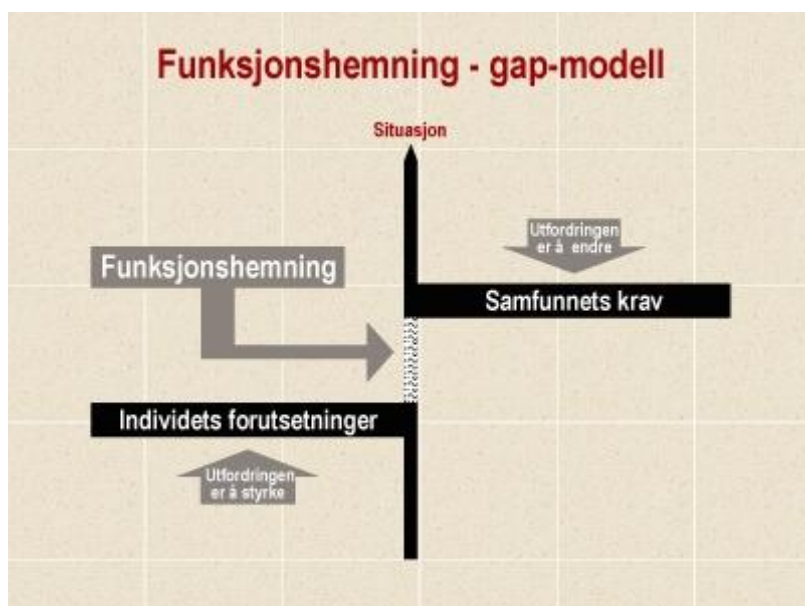 Funksjonshemning - gap-modell
Situasjon
Utfordringen
er å endre
Funksjonshemning
Samfunnets krav
Individets forutsetninger
Utfordringen
er å styrke